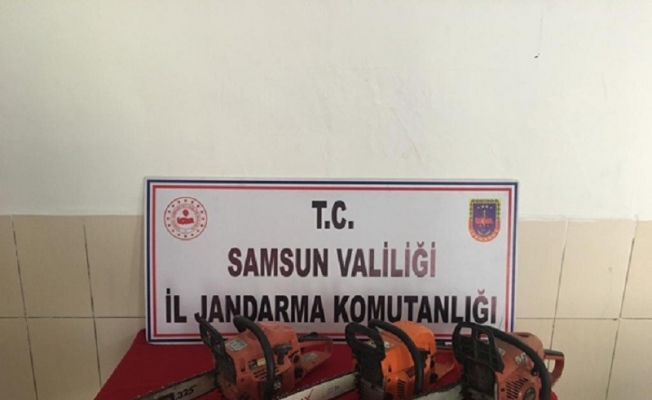 T.C.
SAMSUN VALİLİĞİ
İL JANDARMA KOMUTANLIĞI